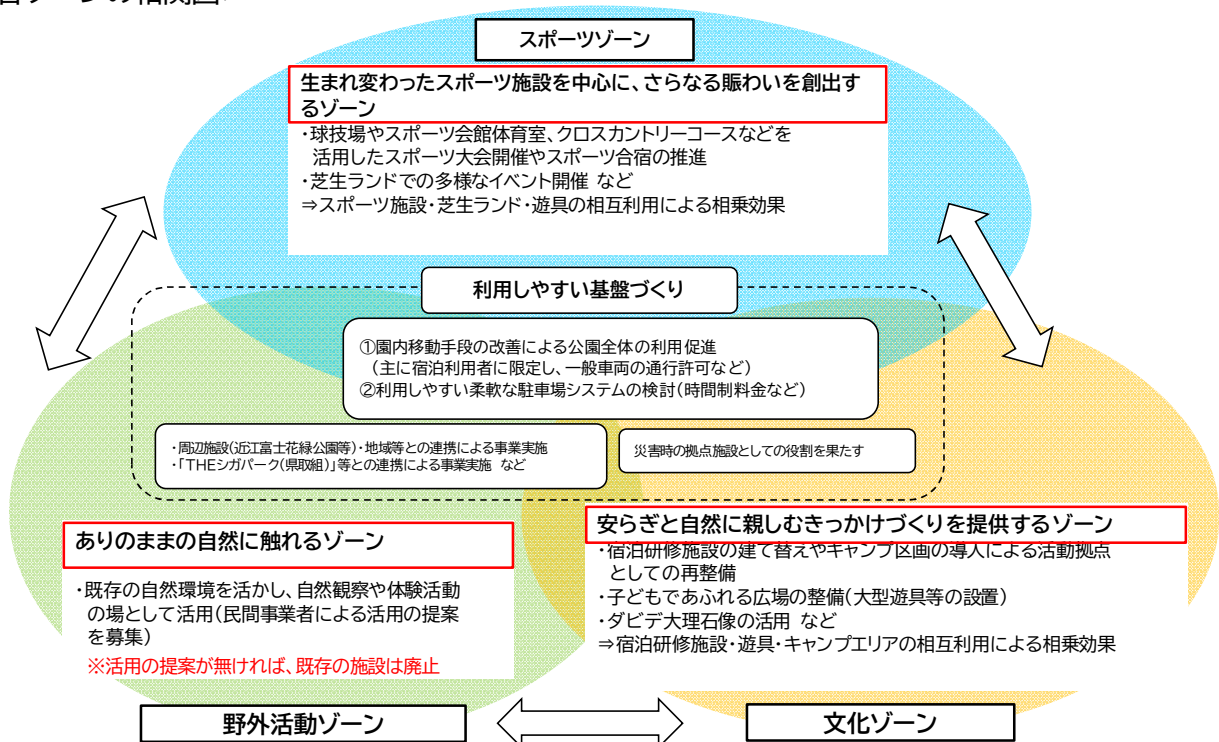 スポーツゾーン
生まれ変わったスポーツ施設を中心に、さらなる賑わいを創出す
るゾーン
・球技場やスポーツ会館体育室、クロスカントリーコースなどを
活用したスポーツ大会開催やスポーツ合宿の推進
・芝生ランドでの多様なイベント開催 など
⇒スポーツ施設・芝生ランド・遊具の相互利用による相乗効果
利用しやすい基盤づくり
①園内移動手段の改善による公園全体の利用促進
（主に宿泊利用者に限定し、一般車両の通行許可など）
②利用しやすい柔軟な駐車場システムの検討（時間制料金など）
・周辺施設（近江富士花緑公園等）・地域等との連携による事業実施
・「THEシガパーク（県取組）」等との連携による事業実施 など
災害時の拠点施設としての役割を果たす
ありのままの自然に触れるゾーン
・既存の自然環境を活かし、自然観察や体験活動
の場として活用（民間事業者による活用の提案
を募集）
※活用の提案が無ければ、既存の施設は廃止
野外活動ゾーン
安らぎと自然に親しむきっかけづくりを提供するゾーン
・宿泊研修施設の建て替えやキャンプ区画の導入による活動拠点
としての再整備
・子どもであふれる広場の整備（大型遊具等の設置）
・ダビデ大理石像の活用 など
⇒宿泊研修施設・遊具・キャンプエリアの相互利用による相乗効果
文化ゾーン